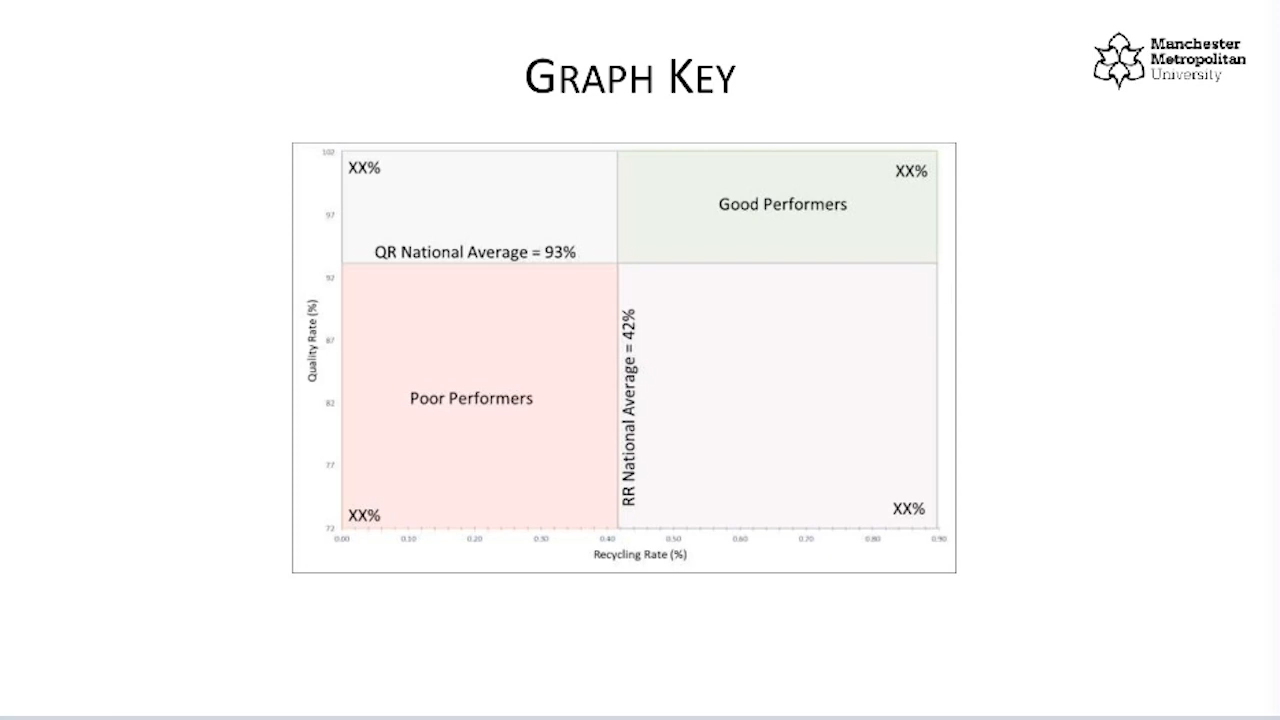 GRAPH KEY
Manchester
Metropolitan
University
102
XX%
XX%
Good Performers
97
QR National Average = 93%
92
Quality Rate (%)
87
RR National Average = 42%
82
Poor Performers
77
XX%
XX%
72
0.00 0.10 0.20 0.30 0.40 0.50 0.60 0.70 0.80 0.90
Recycling Rate (%)